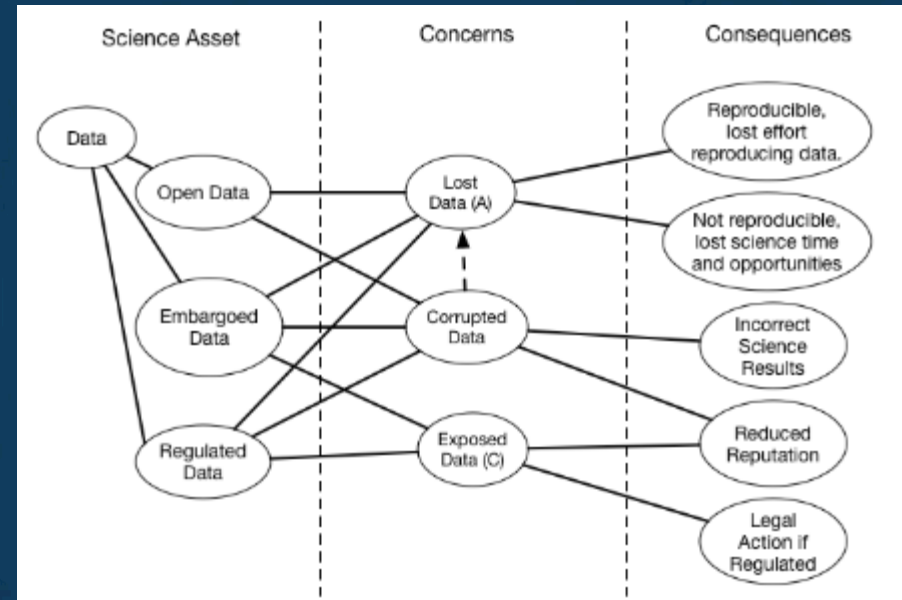 Science Asset
Concerns
Consequences
Data
Open Data
Embargoed
Data
Regulated
Data
Lost
Data (A)
Corrupted
Data
Exposed
Data (C)
Reproducible,
lost effort
reproducing data.
Not reproducible,
lost science time
and opportunities
Incorrect
Science
Results
Reduced
Reputation
Legal
Action if
Regulated